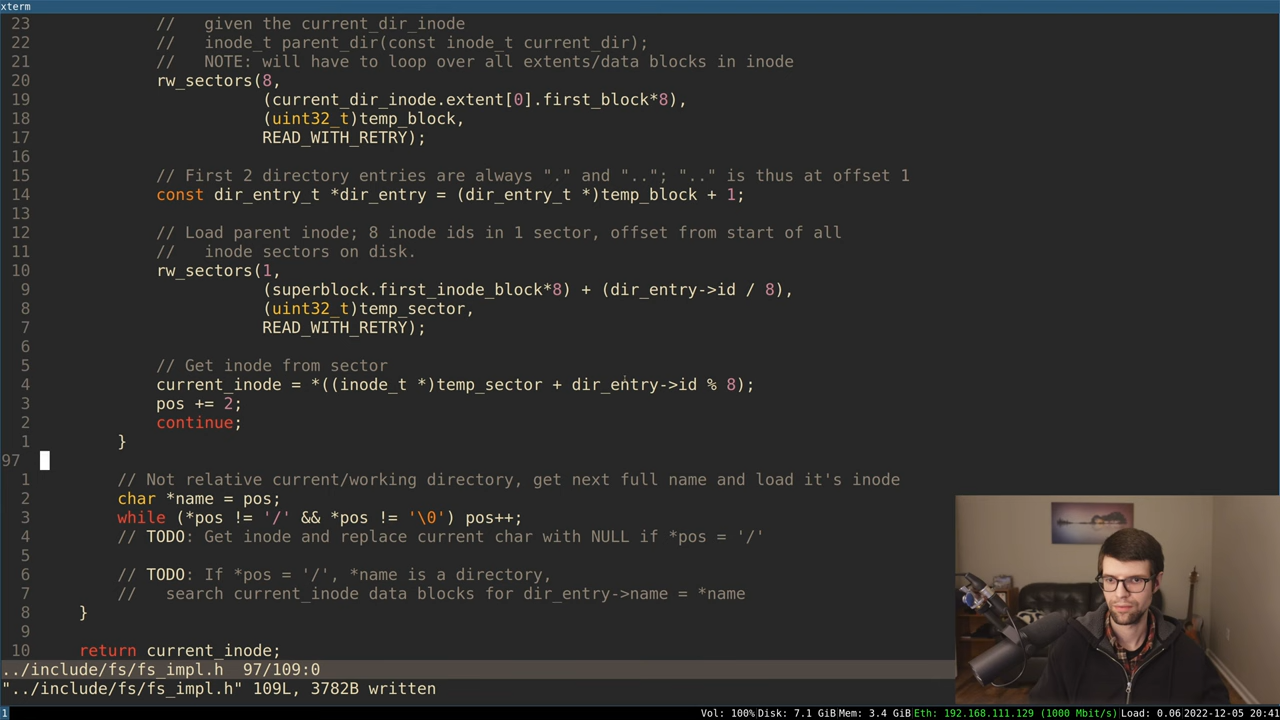 xterm
23 //   given the current_dir_inode
22 //   inode_t parent_dir(const inode_t current_dir);
21 //   NOTE: will have to loop over all extents/data blocks in inode
20 rw_sectors(8,
19 (current_dir_inode.extent[0].first_block*8),
18 (uint32_t)temp_block,
17 READ_WITH_RETRY);
16
15 // First 2 directory entries are always "." and ".."; ".." is thus at offset 1
14 const dir_entry_t *dir_entry = (dir_entry_t *)temp_block + 1;
13
12 // Load parent inode; 8 inode ids in 1 sector, offset from start of all
11 //   inode sectors on disk.
10 rw_sectors(1,
9 (superblock.first_inode_block*8) + (dir_entry->id / 8),
8 (uint32_t)temp_sector,
7 READ_WITH_RETRY);
6
5 // Get inode from sector
4 current_inode = *((inode_t *)temp_sector + dir_entry->id % 8);
3 pos += 2;
2 continue;
1 }
97
1 // Not relative current/working directory, get next full name and load it's inode
2 char *name = pos;
3 while (*pos != '/' && *pos != '\0') pos++;
4 // TODO: Get inode and replace current char with NULL if *pos = '/'
5
6 // TODO: If *pos = '/', *name is a directory,
7 //   search current_inode data blocks for dir_entry->name = *name
8 }
9
10 return current_inode;
../include/fs/fs_impl.h  97/109:0
"../include/fs/fs_impl.h" 109L, 3782B written
1 Vol: 100% Disk: 7.1 GiB Mem: 3.4 GiB Eth: 192.168.111.129 (1000 Mbit/s) Load: 0.06 2022-12-05 20:41